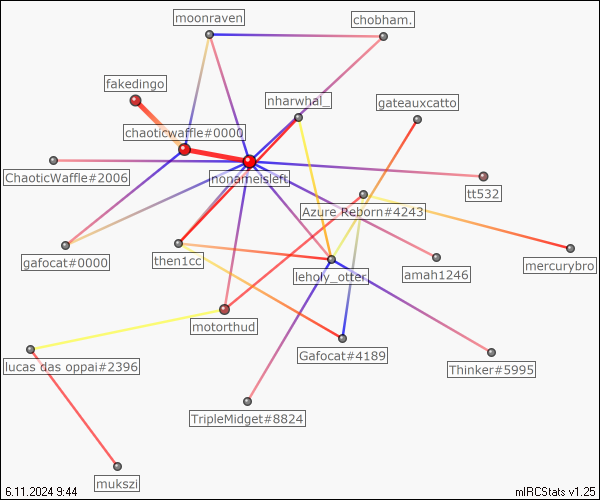 moonraven
chobham.
fakedingo
nharwhal_
gateauxcatto
chaoticwaffle#0000
ChaoticWaffle#2006
nonameisleft
tt532
Azure Reborn#4243
gafocat#0000
then1cc
leholy_otter
amah1246
mercurybro
motorthud
Gafocat#4189
lucas das oppai#2396
Thinker#5995
TripleMidget#8824
mukszi
6.11.2024 9:44
mIRCStats v1.25